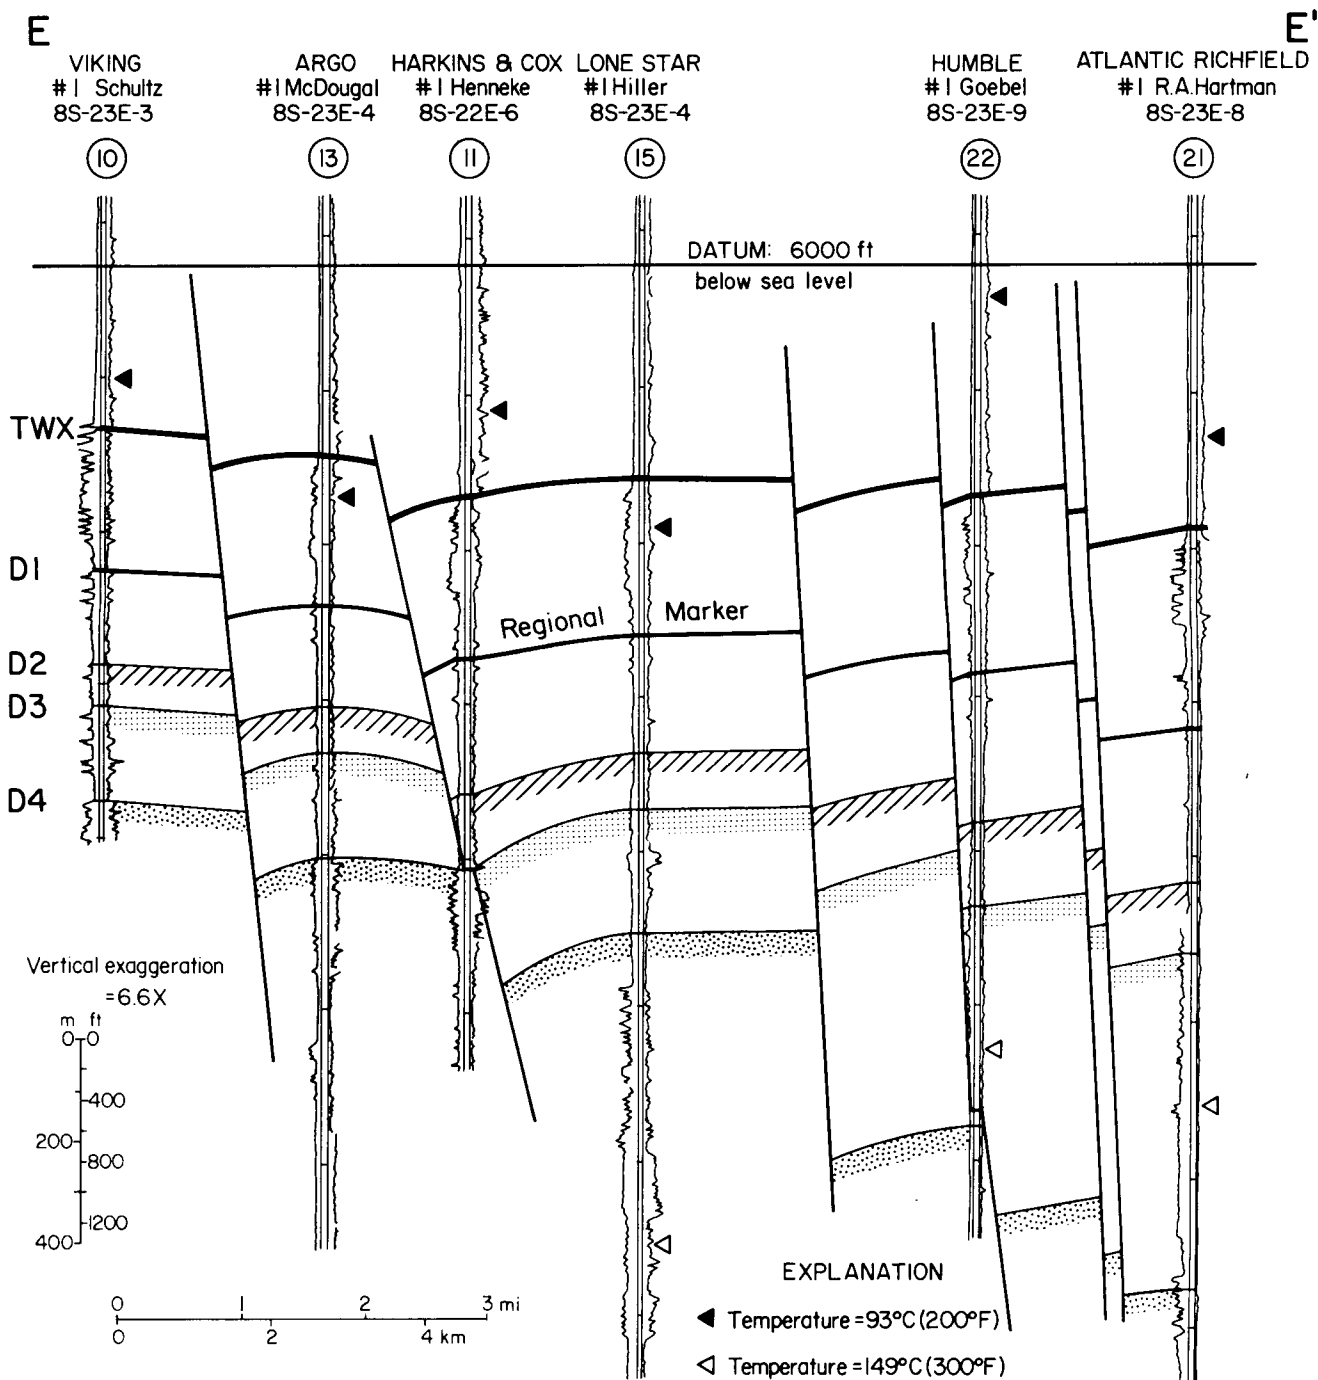 E
E'
VIKING
#1 Schultz
8S-23E-3
10
ARGO
#1 McDougal
8S-23E-4
13
HARKINS & COX
#1 Henneke
8S-22E-6
11
LONE STAR
#1 Hiller
8S-23E-4
15
HUMBLE
#1 Goebel
8S-23E-9
22
ATLANTIC RICHFIELD
#1 R.A. Hartman
8S-23E-8
21
DATUM: 6000 ft
below sea level
TWX
D1
Regional Marker
D2
D3
D4
Vertical exaggeration
=6.6X
m ft
0 0
400
200
800
1200
400
0 1 2 3 mi
0 2 4 km
EXPLANATION
Temperature = 93°C (200°F)
Temperature = 149°C (300°F)